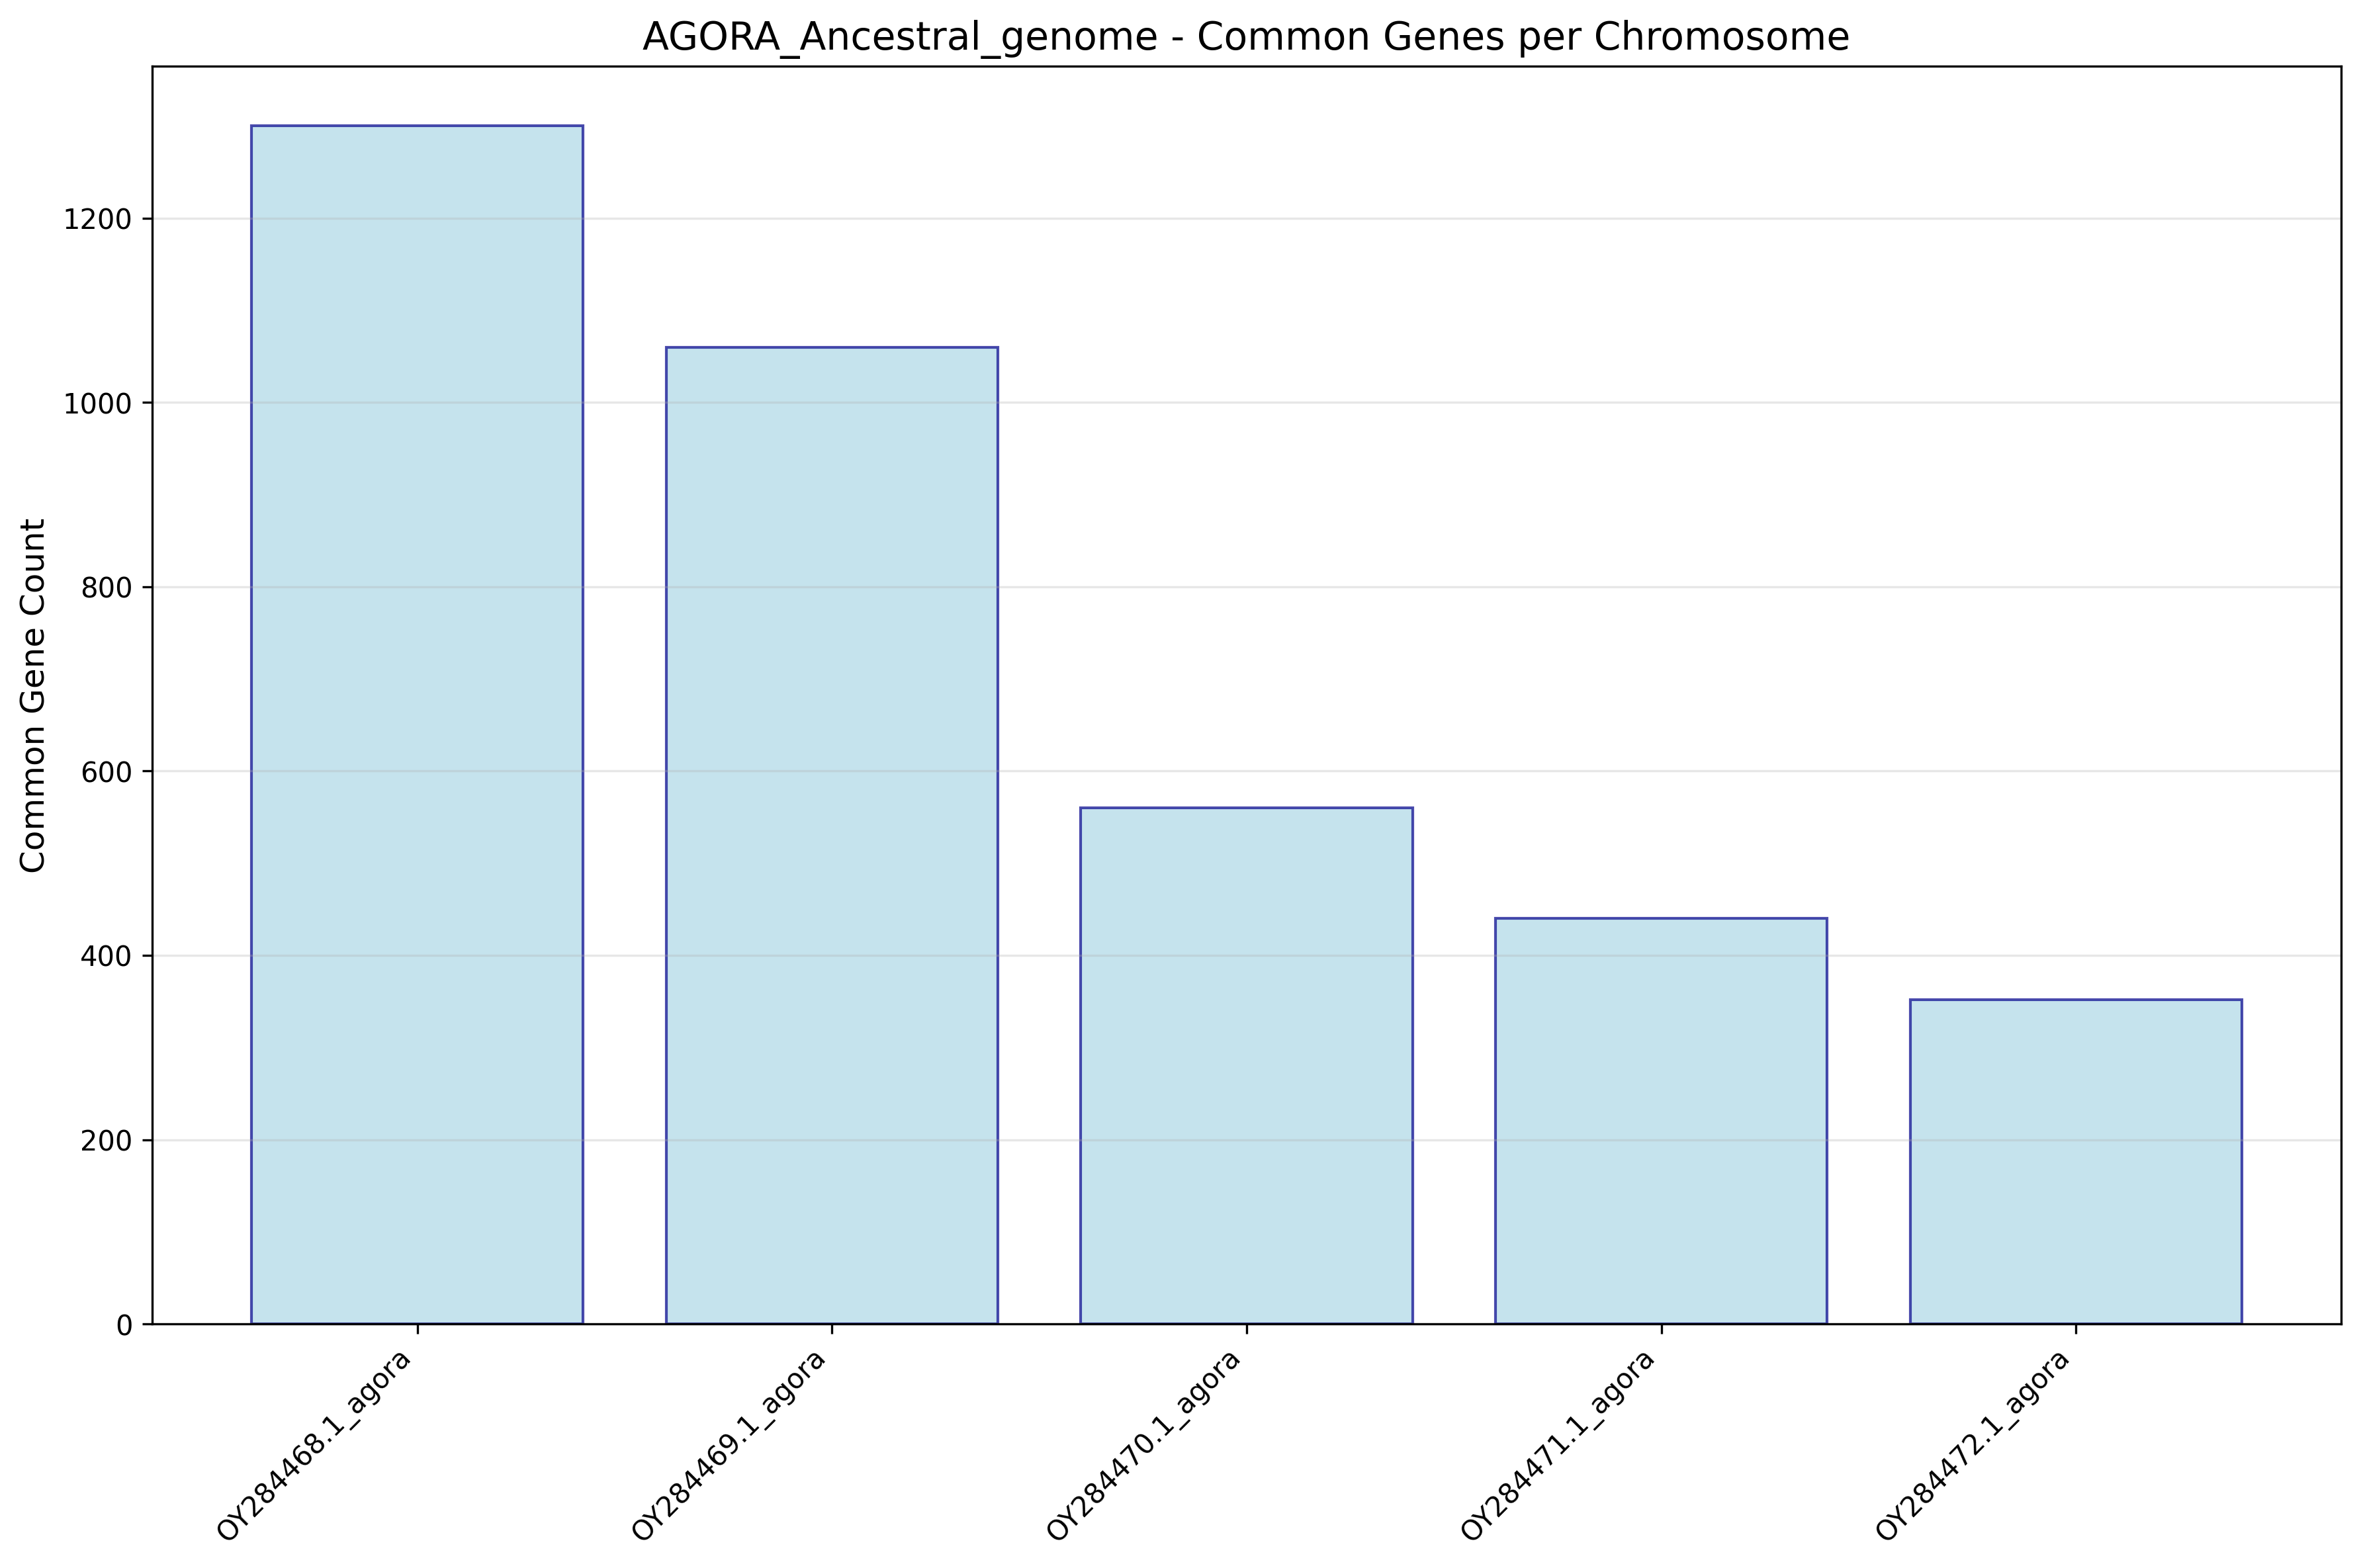 AGORA_Ancestral_genome - Common Genes per Chromosome
Common Gene Count
1200
1000
800
600
400
200
0
OY284468.1_agora
OY284469.1_agora
OY284470.1_agora
OY284471.1_agora
OY284472.1_agora